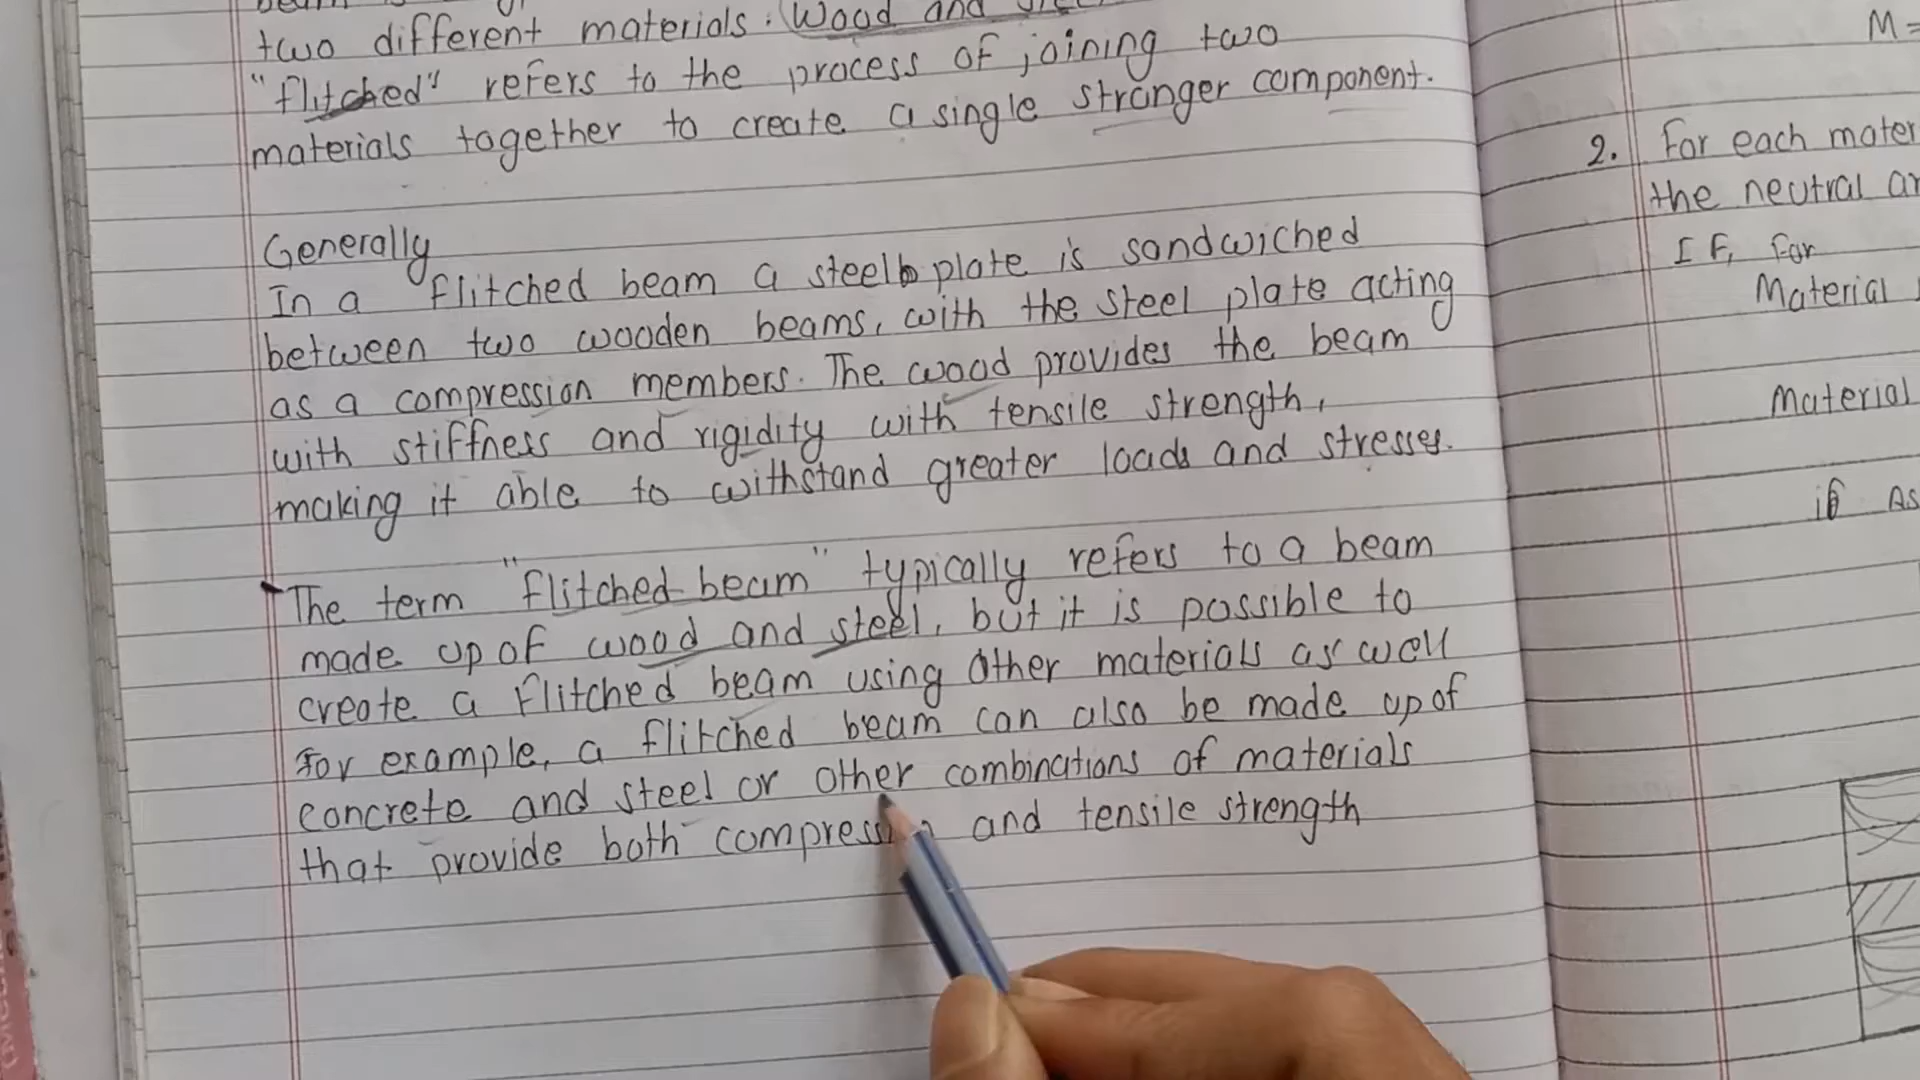 two different materials. Wood and
"flitched" refers to the process of joining two
materials together to create a single stronger component.
Generally
In a flitched beam a steel plate is sandwiched
between two wooden beams, with the steel plate acting
as a compression members. The wood provides the beam
with stiffness and rigidity with tensile strength,
making it able to withstand greater loads and stresses.
The term "flitched beam" typically refers to a beam
made up of wood and steel, but it is possible to
create a flitched beam using other materials as well
for example, a flitched beam can also be made up of
concrete and steel or other combinations of materials
that provide both and tensile strength
M=
2. For each
the neutral
IF, For
Material
Material
if As